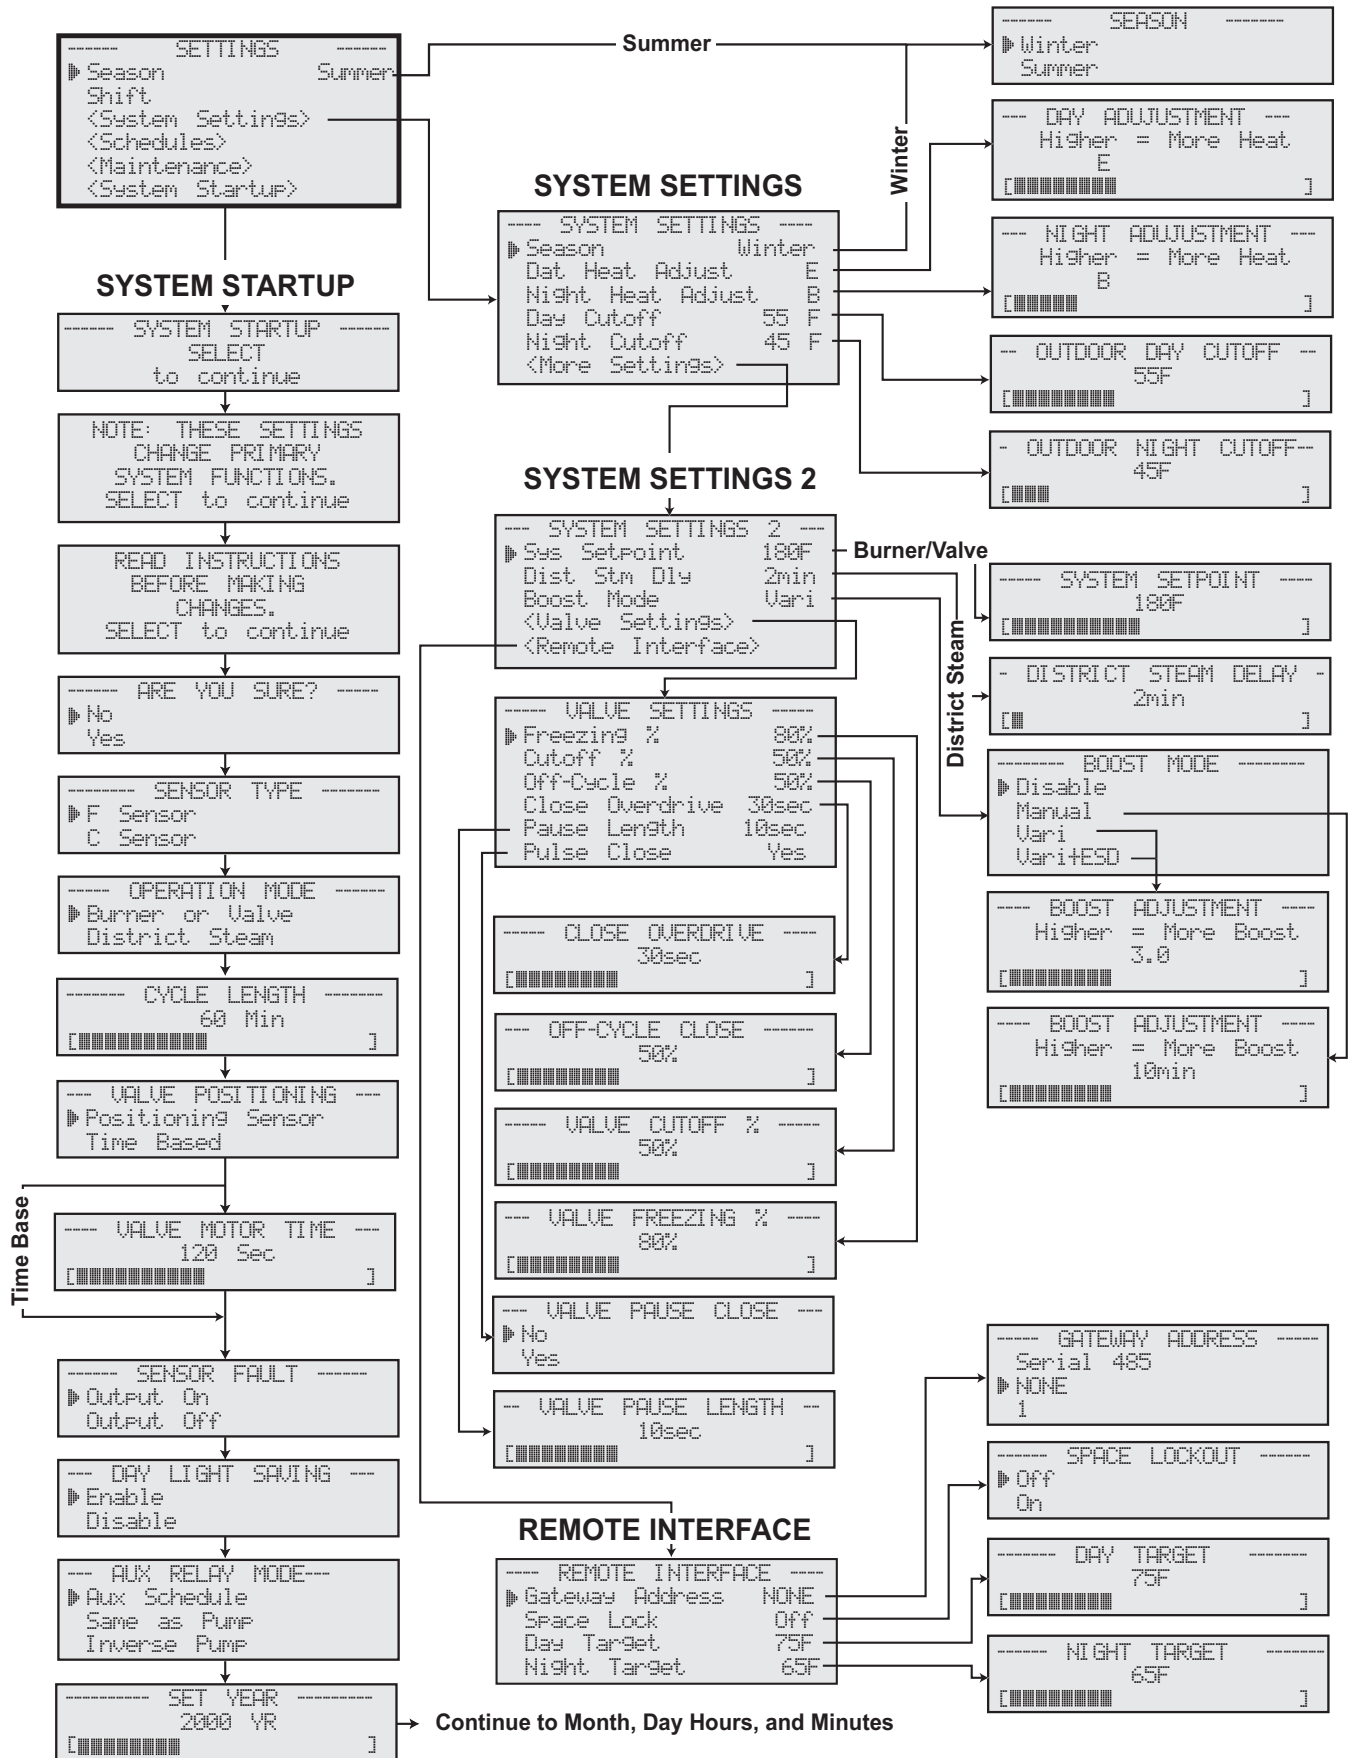 ------ SETTINGS ------
Season Summer
Shift
<System Settings>
<Schedules>
<Maintenance>
<System Startup>
Summer
Winter
------ SEASON -------
Winter
Summer
--- DAY ADWJUSTMENT ---
Higher = More Heat
E
[ ]
--- NIGHT ADWJUSTMENT ---
Higher = More Heat
B
[ ]
-- OUTDOOR DAY CUTOFF --
55F
[ ]
- OUTDOOR NIGHT CUTOFF--
45F
[ ]
SYSTEM SETTINGS
---- SYSTEM SETTINGS ----
Season Winter
Dat Heat Adjust E
Night Heat Adjust B
Day Cutoff 55 F
Night Cutoff 45 F
<More Settings>
SYSTEM STARTUP
------ SYSTEM STARTUP ------
SELECT
to continue
NOTE: THESE SETTINGS
CHANGE PRIMARY
SYSTEM FUNCTIONS.
SELECT to continue
READ INSTRUCTIONS
BEFORE MAKING
CHANGES.
SELECT to continue
----- ARE YOU SURE? -----
No
Yes
-------- SENSOR TYPE --------
F Sensor
C Sensor
----- OPERATION MODE ------
Burner or Valve
District Steam
------- CYCLE LENGTH -------
60 Min
[ ]
--- VALVE POSITIONING ---
Positioning Sensor
Time Based
Time Base
---- VALVE MOTOR TIME ---
120 Sec
[ ]
------ SENSOR FAULT ------
Output On
Output Off
--- DAY LIGHT SAVING ---
Enable
Disable
--- AUX RELAY MODE---
Aux Schedule
Same as Pump
Inverse Pump
---------- SET YEAR ---------
2000 YR
[ ]
Continue to Month, Day Hours, and Minutes
SYSTEM SETTINGS 2
--- SYSTEM SETTINGS 2 ---
Sys Setpoint 180F
Dist Stm Dly 2min
Boost Mode Vari
<Valve Settings>
<Remote Interface>
Burner/Valve
District Steam
----- SYSTEM SETPOINT ----
180F
[ ]
- DISTRICT STEAM DELAY -
2min
[ ]
-------- BOOST MODE --------
Disable
Manual
Vari
Vari+ESD
---- BOOST ADJUSTMENT ----
Higher = More Boost
3.0
[ ]
---- BOOST ADJUSTMENT ----
Higher = More Boost
10min
[ ]
----- VALVE SETTINGS -----
Freezing % 80%
Cutoff % 50%
Off-Cycle % 50%
Close Overdrive 30sec
Pause Length 10sec
Pulse Close Yes
----- CLOSE OVERDRIVE ----
30sec
[ ]
--- OFF-CYCLE CLOSE ------
50%
[ ]
----- VALVE CUTOFF % -----
50%
[ ]
--- VALVE FREEZING % ----
80%
[ ]
--- VALVE PAUSE CLOSE ---
No
Yes
-- VALVE PAUSE LENGTH --
10sec
[ ]
REMOTE INTERFACE
---- REMOTE INTERFACE ----
Gateway Address NONE
Space Lock Off
Day Target 75F
Night Target 65F
----- GATEWAY ADDRESS -----
Serial 485
NONE
1
------ SPACE LOCKOUT ------
Off
On
------- DAY TARGET -------
75F
[ ]
------ NIGHT TARGET ------
65F
[ ]